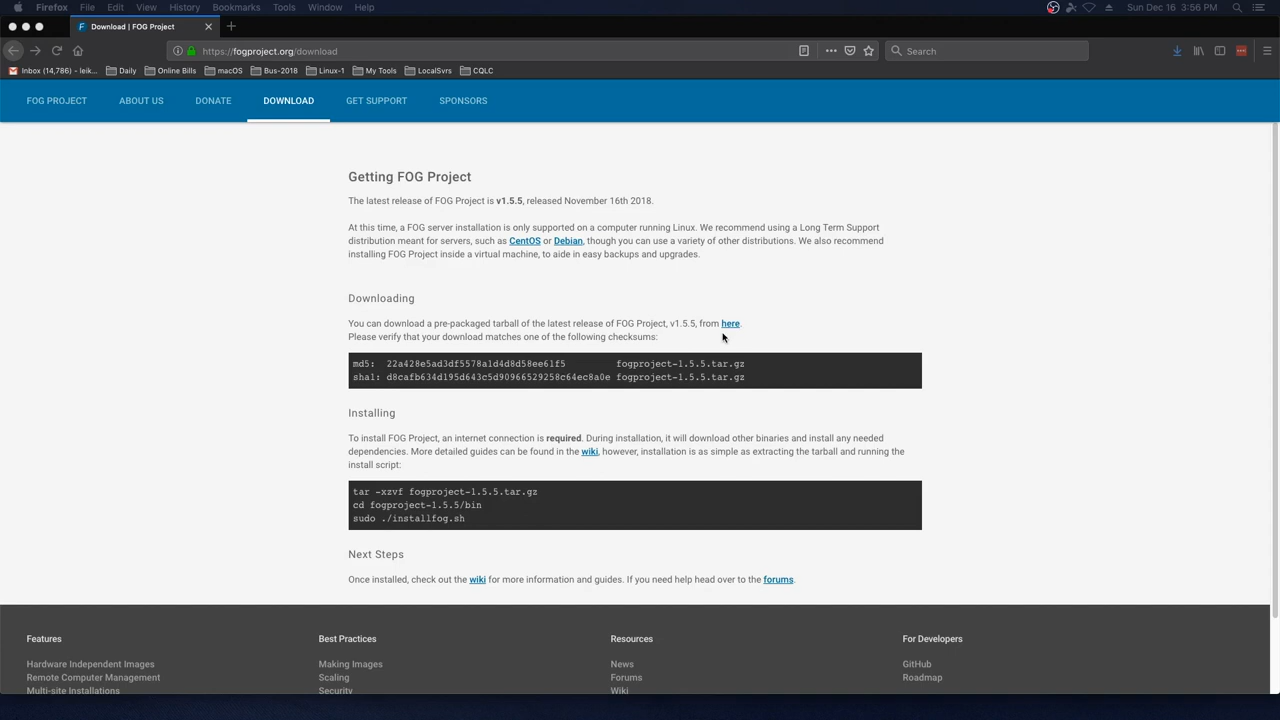 Firefox File Edit View History Bookmarks Tools Window Help Sun Dec 16 3:56 PM
Download | FOG Project
https://fogproject.org/download Search
Inbox (14,786) - leik... Daily Online Bills macOS Bus-2018 Linux-1 My Tools LocalSvrs CQLC
FOG PROJECT ABOUT US DONATE DOWNLOAD GET SUPPORT SPONSORS
Getting FOG Project
The latest release of FOG Project is v1.5.5, released November 16th 2018.
At this time, a FOG server installation is only supported on a computer running Linux. We recommend using a Long Term Support
distribution meant for servers, such as CentOS or Debian, though you can use a variety of other distributions. We also recommend
installing FOG Project inside a virtual machine, to aide in easy backups and upgrades.
Downloading
You can download a pre-packaged tarball of the latest release of FOG Project, v1.5.5, from here.
Please verify that your download matches one of the following checksums:
md5: 22a428e5ad3df5578a1d4d8d58ee61f5 fogproject-1.5.5.tar.gz
sha1: d8cafb634d195d643c5d90966529258c64ec8a0e fogproject-1.5.5.tar.gz
Installing
To install FOG Project, an internet connection is required. During installation, it will download other binaries and install any needed
dependencies. More detailed guides can be found in the wiki, however, installation is as simple as extracting the tarball and running the
install script:
tar -xzvf fogproject-1.5.5.tar.gz
cd fogproject-1.5.5/bin
sudo ./installfog.sh
Next Steps
Once installed, check out the wiki for more information and guides. If you need help head over to the forums.
Features Best Practices Resources For Developers
Hardware Independent Images Making Images News GitHub
Remote Computer Management Scaling Forums Roadmap
Multi-site Installations Security Wiki